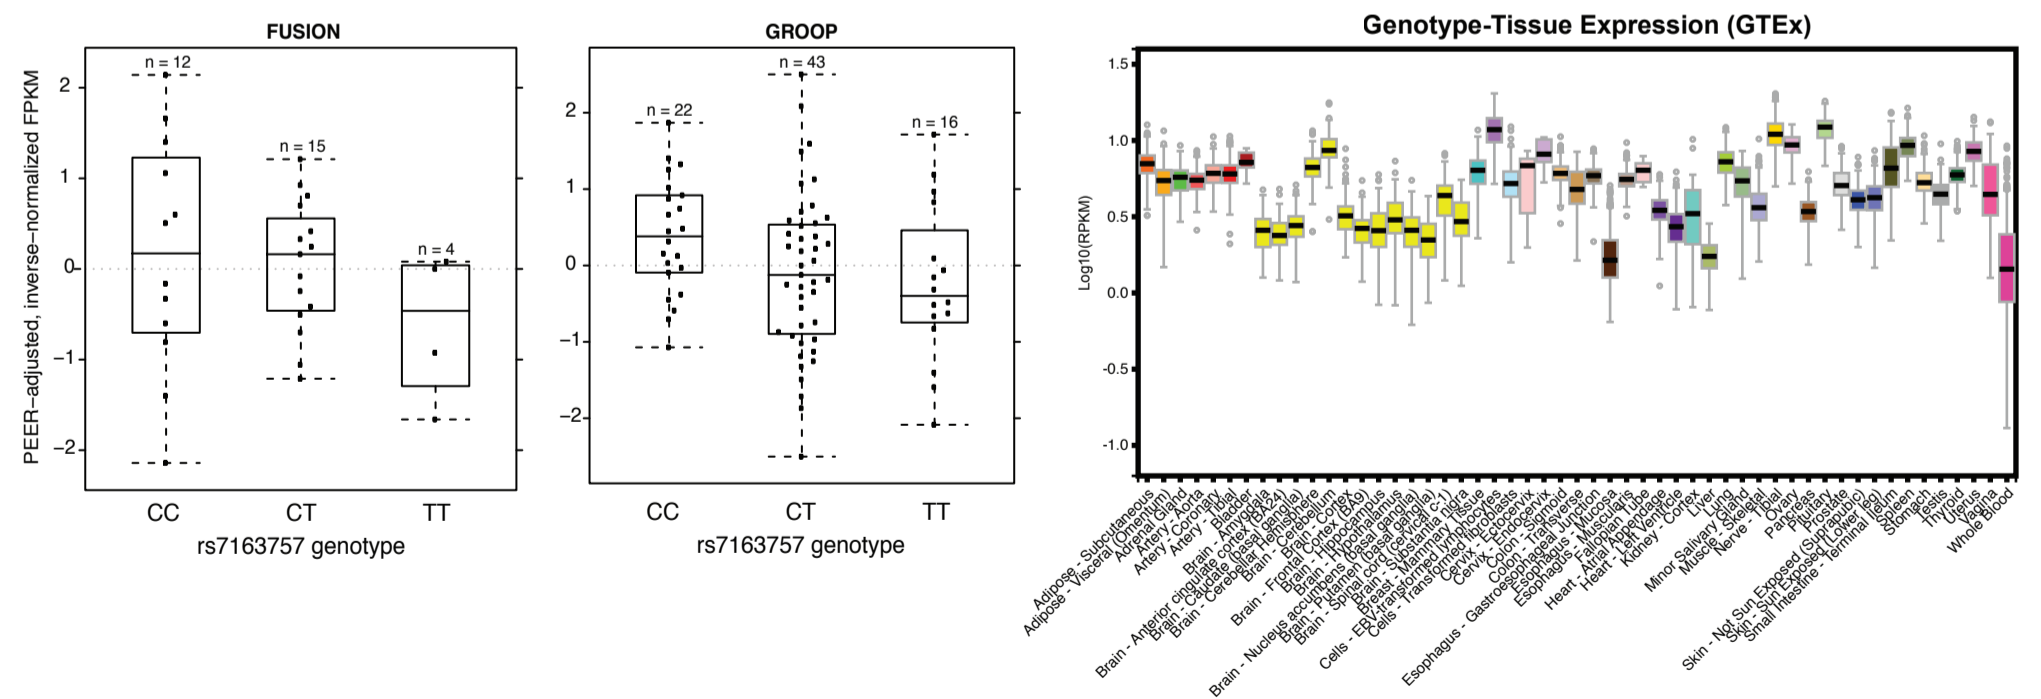 FUSION
PEER−adjusted, inverse−normalized FPKM
2
1
0
−1
−2
n = 12
n = 15
n = 4
CC
CT
TT
rs7163757 genotype
GROOP
2
1
0
−1
−2
n = 22
n = 43
n = 16
CC
CT
TT
rs7163757 genotype
Genotype-Tissue Expression (GTEx)
Log10(RPKM)
1.5
1.0
0.5
0.0
-0.5
-1.0
Adipose - Subcutaneous
Adipose - Visceral (Omentum)
Adrenal Gland
Artery - Aorta
Artery - Coronary
Artery - Tibial
Bladder
Brain - Amygdala
Brain - Anterior cingulate cortex (BA24)
Brain - Caudate (basal ganglia)
Brain - Cerebellar Hemisphere
Brain - Cerebellum
Brain - Cortex
Brain - Frontal Cortex (BA9)
Brain - Hippocampus
Brain - Hypothalamus
Brain - Nucleus accumbens (basal ganglia)
Brain - Putamen (basal ganglia)
Brain - Spinal cord (cervical c-1)
Brain - Substantia nigra
Breast - Mammary Tissue
Cells - EBV-transformed lymphocytes
Cells - Transformed fibroblasts
Cervix - Ectocervix
Cervix - Endocervix
Colon - Sigmoid
Colon - Transverse
Esophagus - Gastroesophageal Junction
Esophagus - Mucosa
Esophagus - Muscularis
Fallopian Tube
Heart - Atrial Appendage
Heart - Left Ventricle
Kidney - Cortex
Liver
Lung
Minor Salivary Gland
Muscle - Skeletal
Nerve - Tibial
Ovary
Pancreas
Pituitary
Prostate
Skin - Not Sun Exposed (Suprapubic)
Skin - Sun Exposed (Lower leg)
Small Intestine - Terminal Ileum
Spleen
Stomach
Testis
Thyroid
Uterus
Vagina
Whole Blood